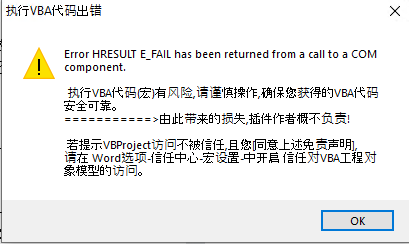 执行VBA代码出错
Error HRESULT E_FAIL has been returned from a call to a COM
component.
执行VBA代码(宏)有风险,请谨慎操作,确保您获得的VBA代码
安全可靠。
===========>由此带来的损失,插件作者概不负责!
若提示VBProject访问不被信任,且您[同意上述免责声明],
请在 Word选项-信任中心-宏设置-中开启 信任对VBA工程对
象模型的访问。
OK